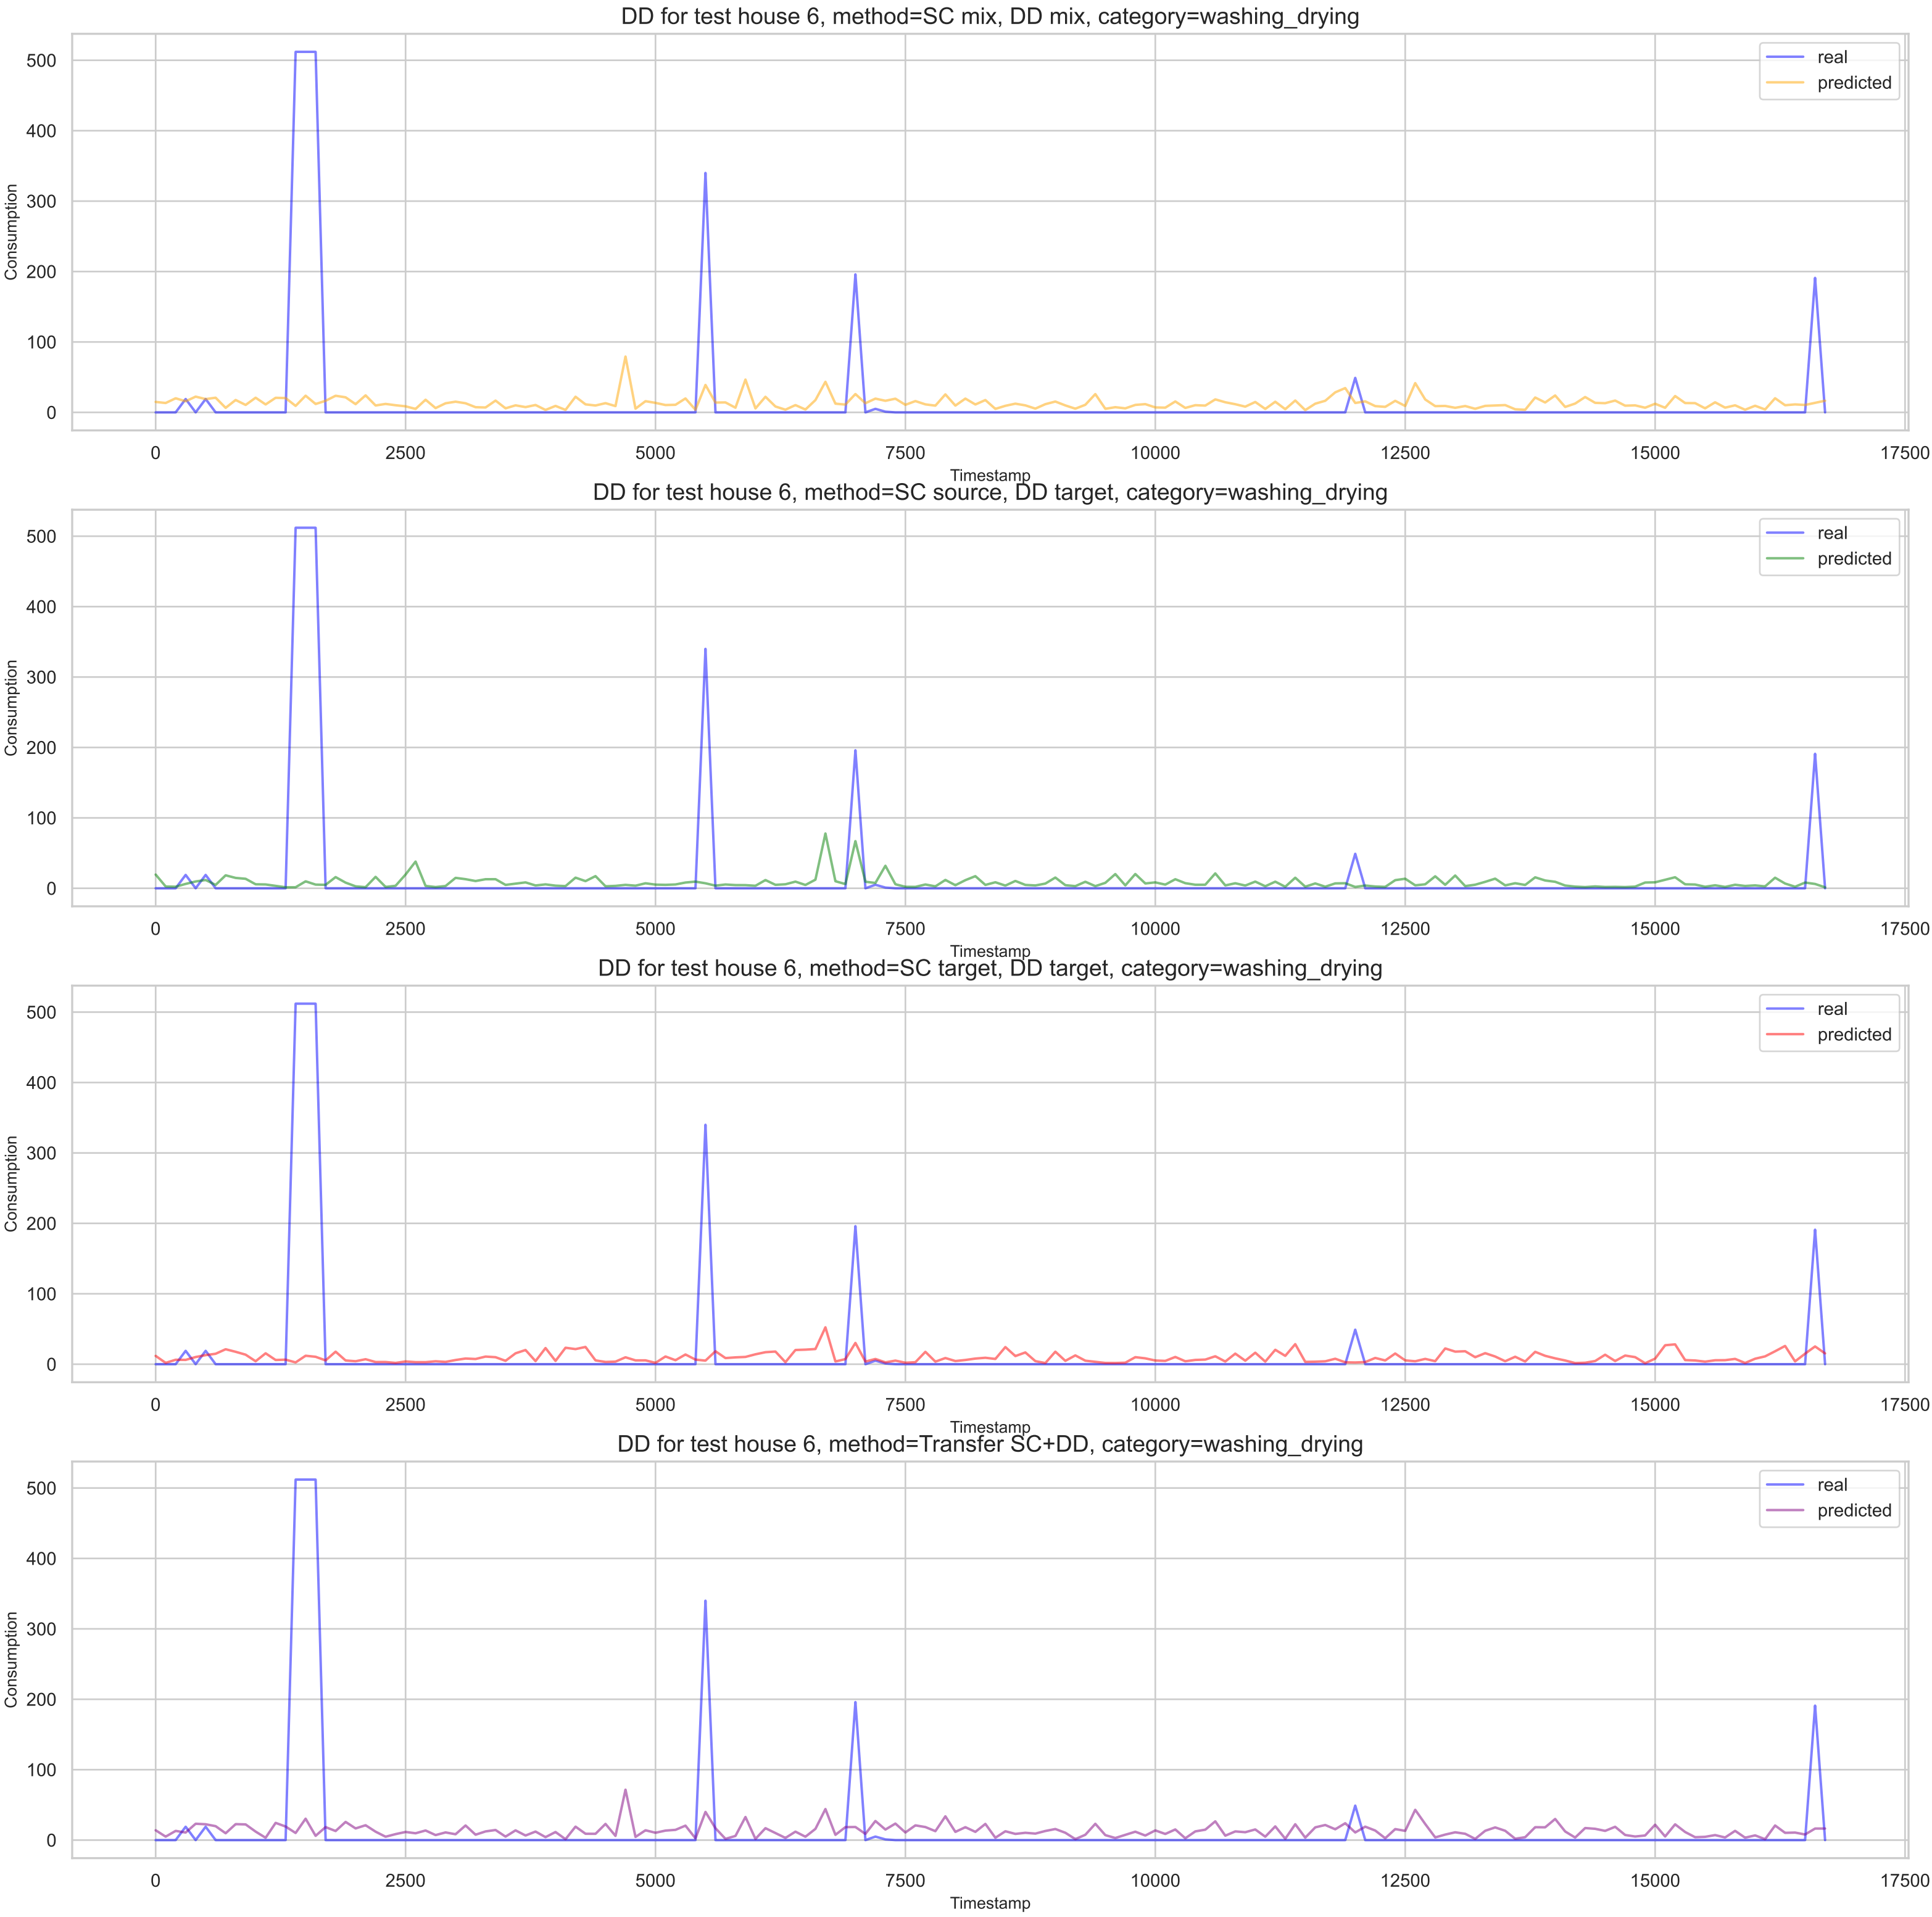 DD for test house 6, method=SC mix, DD mix, category=washing_drying
real
predicted
500
400
300
200
100
0
Consumption
0 2500 5000 7500 10000 12500 15000 17500
Timestamp
DD for test house 6, method=SC source, DD target, category=washing_drying
real
predicted
500
400
300
200
100
0
Consumption
0 2500 5000 7500 10000 12500 15000 17500
Timestamp
DD for test house 6, method=SC target, DD target, category=washing_drying
real
predicted
500
400
300
200
100
0
Consumption
0 2500 5000 7500 10000 12500 15000 17500
Timestamp
DD for test house 6, method=Transfer SC+DD, category=washing_drying
real
predicted
500
400
300
200
100
0
Consumption
0 2500 5000 7500 10000 12500 15000 17500
Timestamp